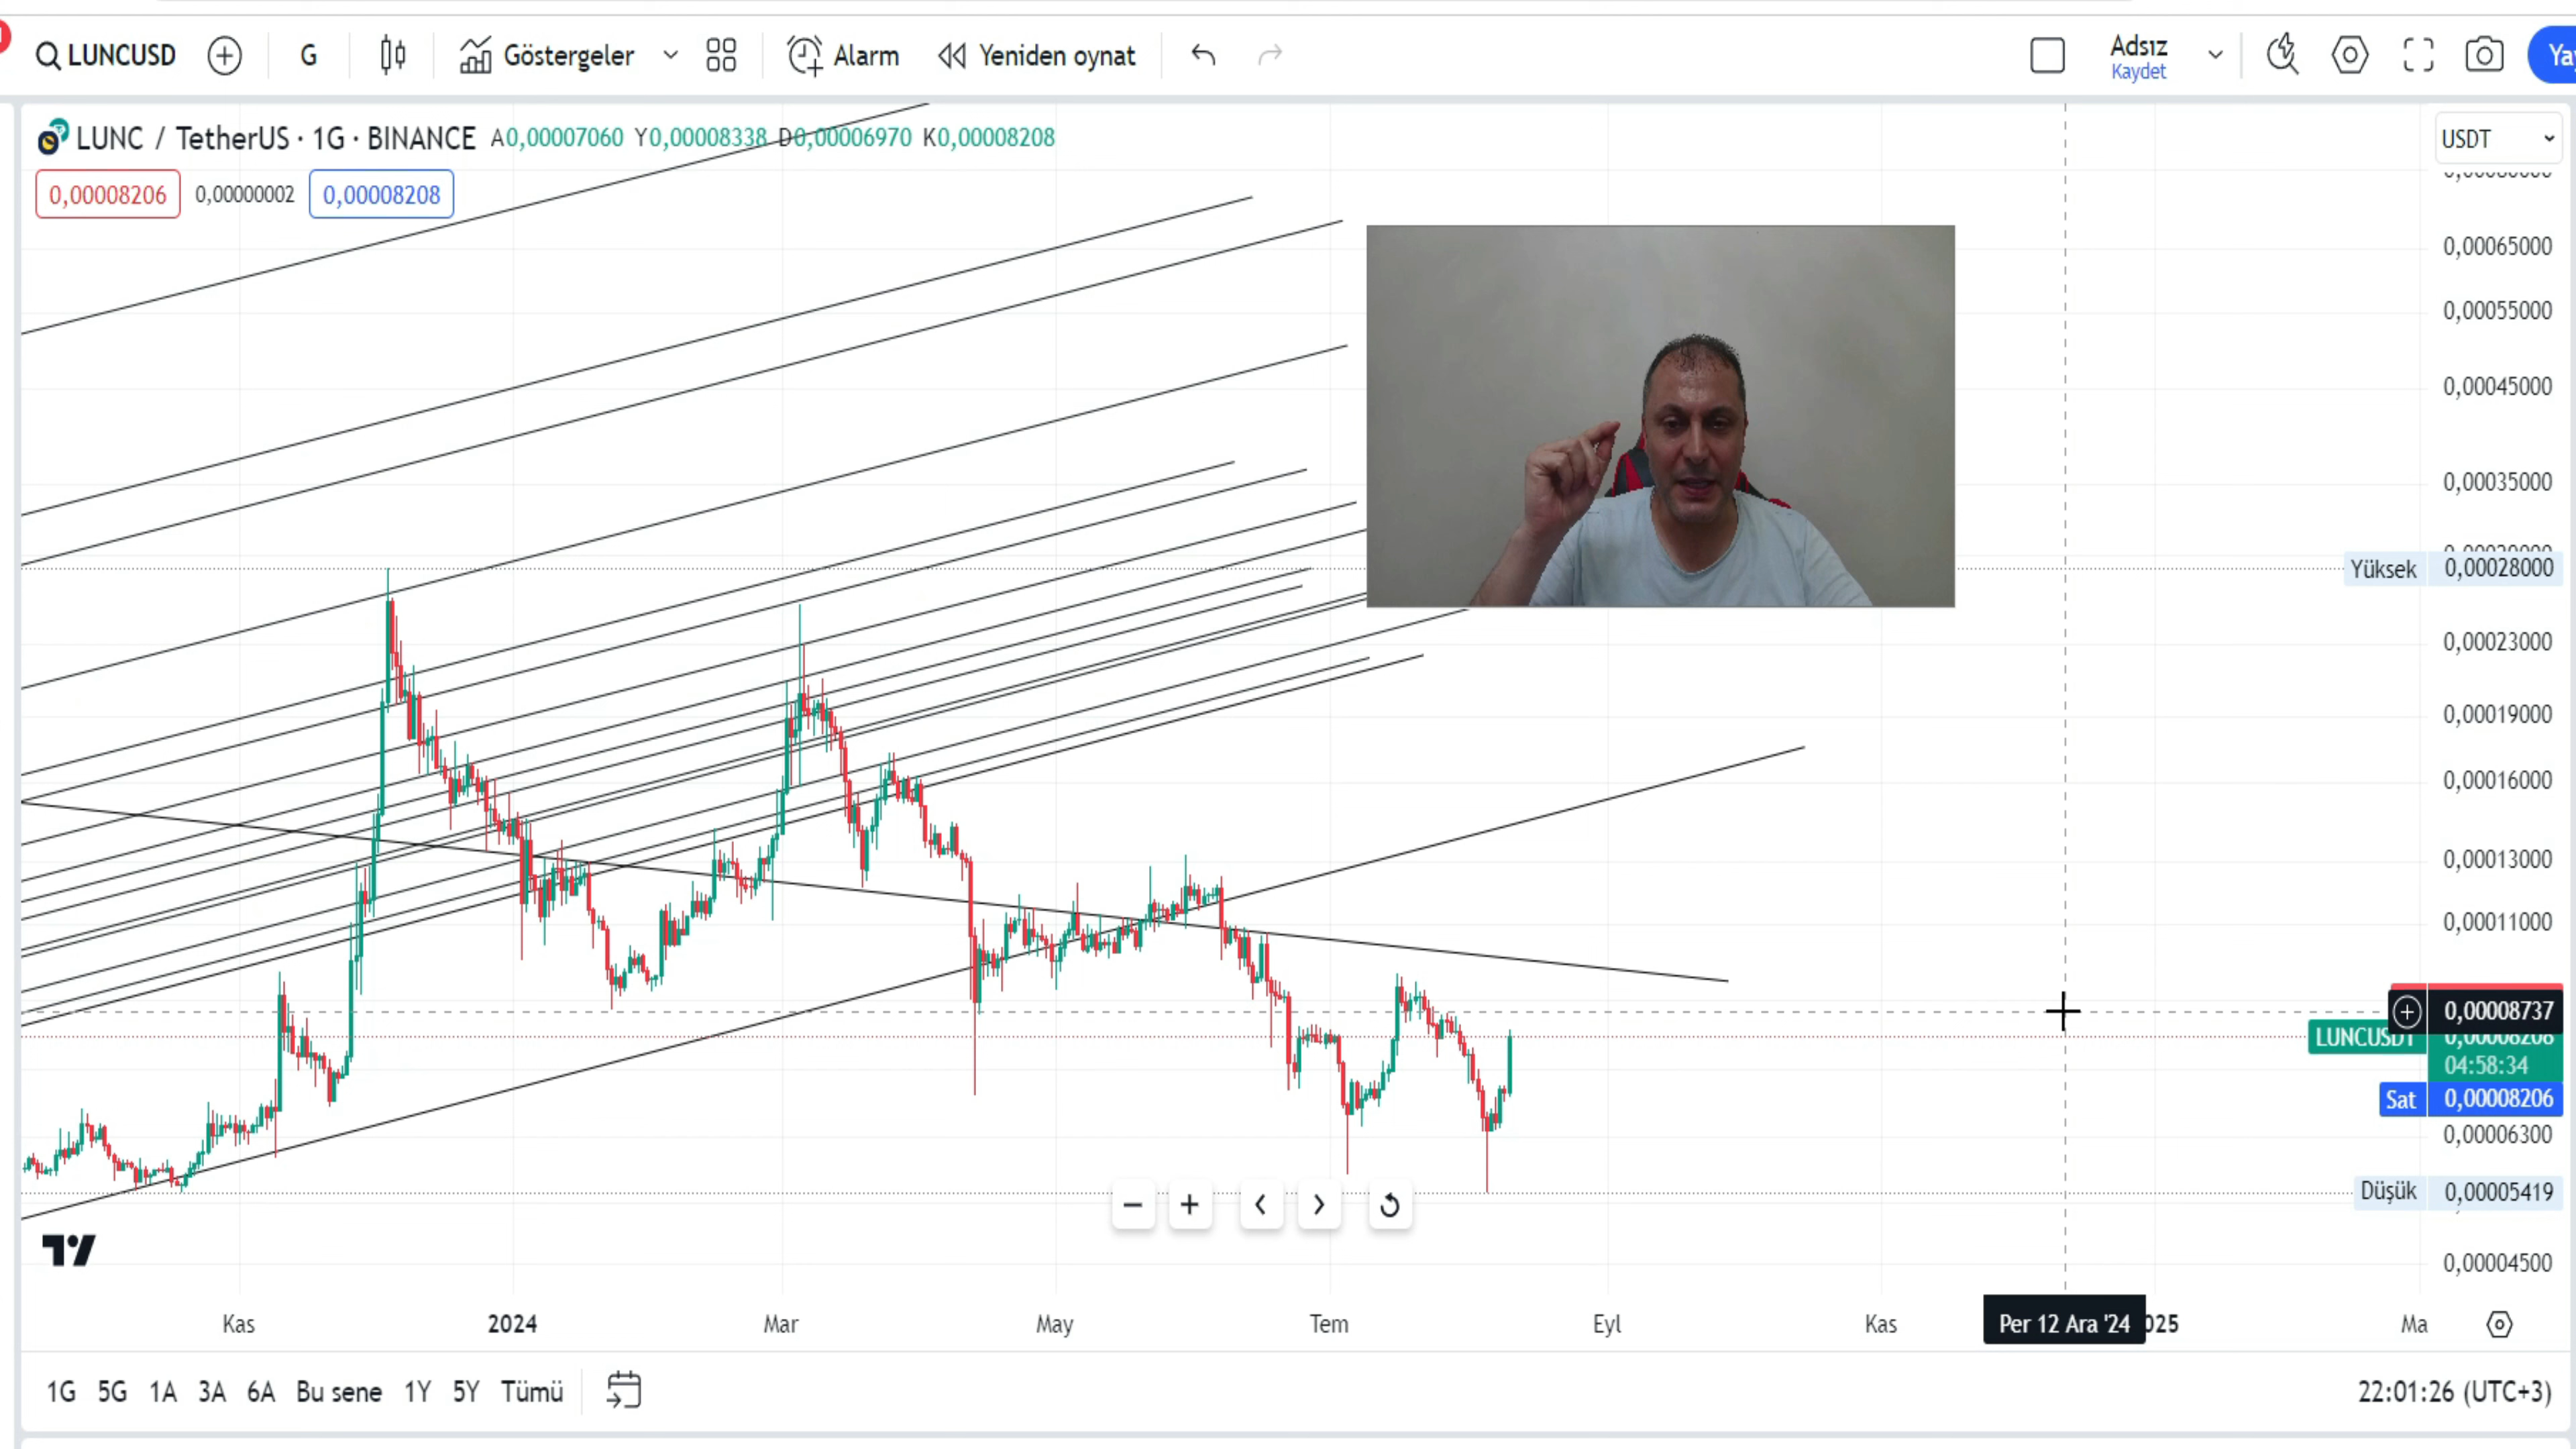 LUNCUSD G Göstergeler Alarm Yeniden oynat Adsız
Kaydet
LUNC / TetherUS · 1G · BINANCE A0,00007060 Y0,00008338 D0,00006970 K0,00008208
USDT
0,00008206 0,00000002 0,00008208
0,00065000
0,00055000
0,00045000
0,00035000
Yüksek 0,00028000
0,00023000
0,00019000
0,00016000
0,00013000
0,00011000
0,00008737
LUNCUSDT 0,00008208
04:58:34
Sat 0,00008206
0,00006300
Düşük 0,00005419
0,00004500
Kas 2024 Mar May Tem Eyl Kas Per 12 Ara '24 025 Ma
1G 5G 1A 3A 6A Bu sene 1Y 5Y Tümü
22:01:26 (UTC+3)